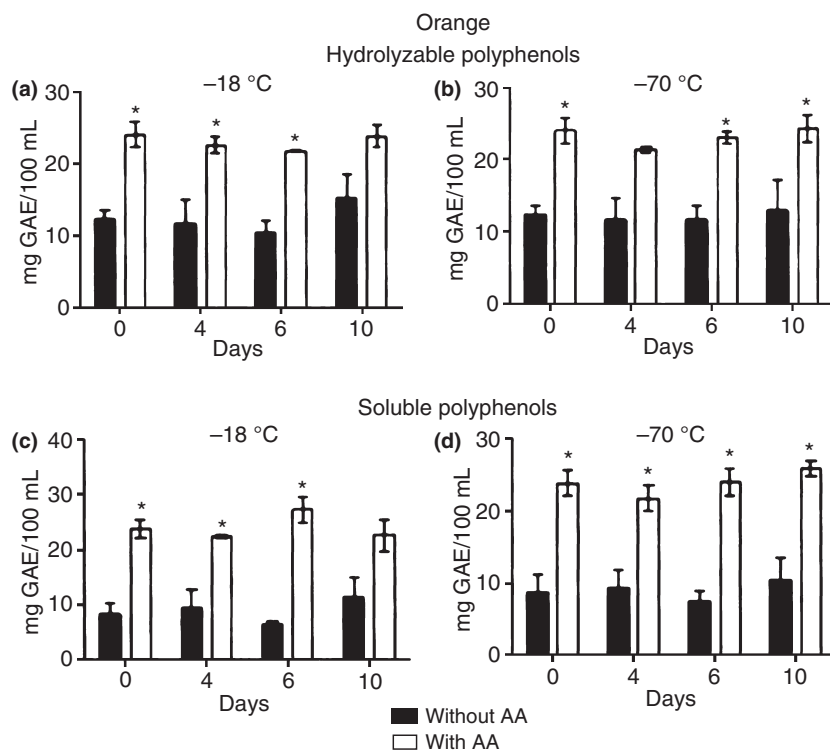 Orange
Hydrolyzable polyphenols
(a)
–18 °C
30
20
10
0
mg GAE/100 mL
* * *
0 4 6 10
Days
(b)
–70 °C
30
20
10
0
mg GAE/100 mL
* * *
0 4 6 10
Days
Soluble polyphenols
(c)
–18 °C
40
30
20
10
0
mg GAE/100 mL
* * *
0 4 6 10
Days
(d)
–70 °C
30
20
10
0
mg GAE/100 mL
* * * *
0 4 6 10
Days
Without AA
With AA